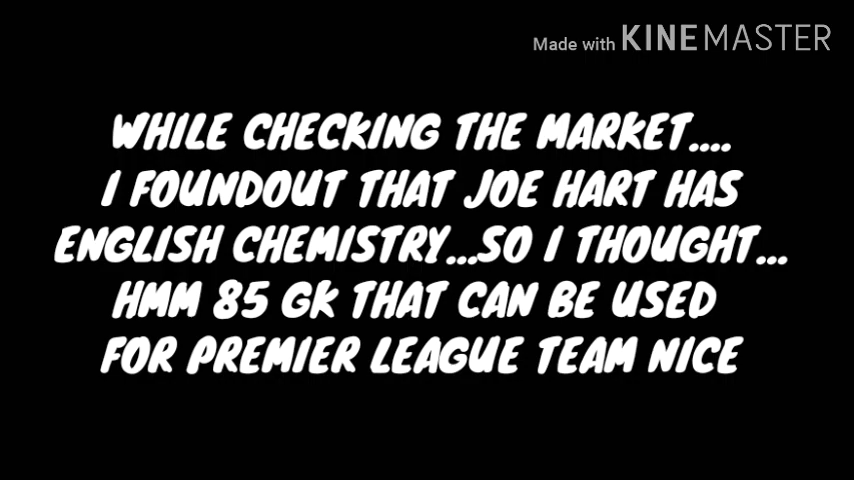 Made with KINEMASTER
WHILE CHECKING THE MARKET....
I FOUNDOUT THAT JOE HART HAS
ENGLISH CHEMISTRY...SO I THOUGHT...
HMM 85 GK THAT CAN BE USED
FOR PREMIER LEAGUE TEAM NICE